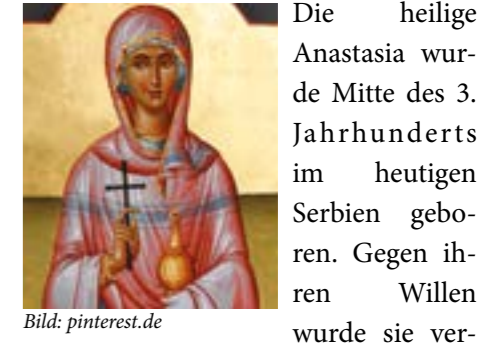 Die heilige
Anastasia wur-
de Mitte des 3.
Jahrhunderts
im heutigen
Serbien gebo-
ren. Gegen ih-
ren Willen
wurde sie ver-
Bild: pinterest.de